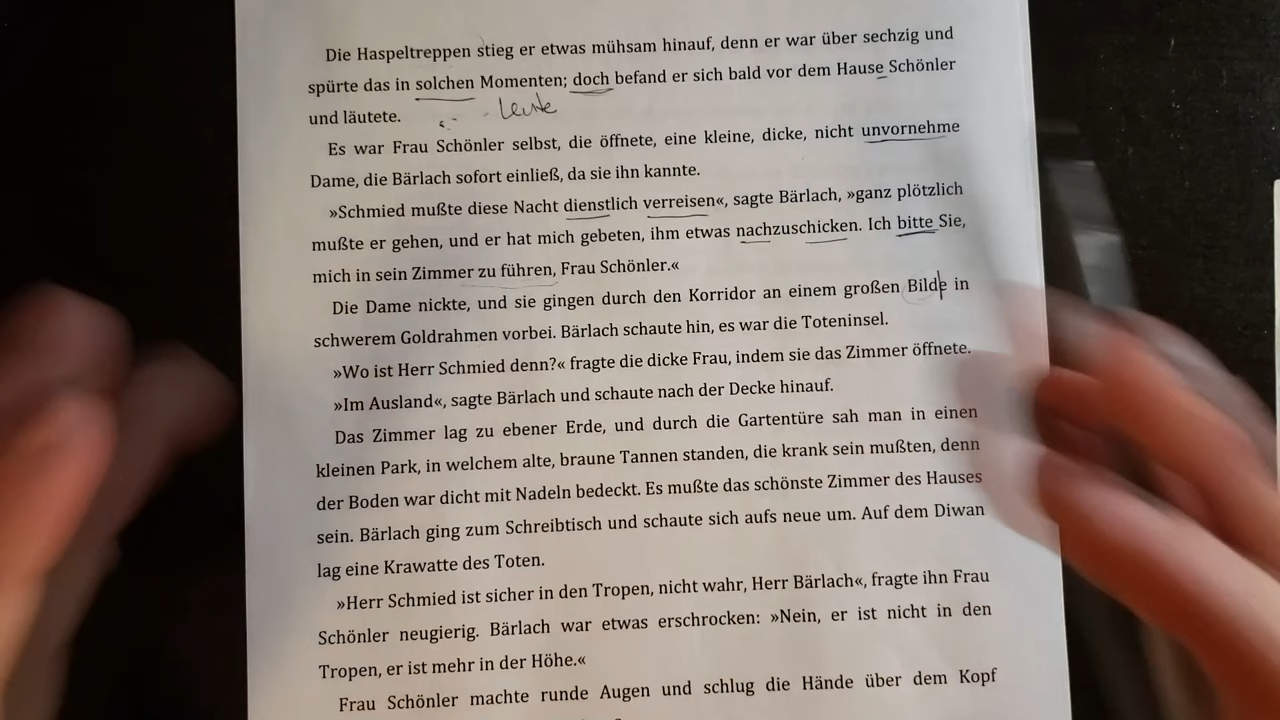 Die Haspeltreppen stieg er etwas mühsam hinauf, denn er war über sechzig und
spürte das in solchen Momenten; doch befand er sich bald vor dem Hause Schönler
und läutete.
Leute
Es war Frau Schönler selbst, die öffnete, eine kleine, dicke, nicht unvornehme
Dame, die Bärlach sofort einließ, da sie ihn kannte.
»Schmied mußte diese Nacht dienstlich verreisen«, sagte Bärlach, »ganz plötzlich
mußte er gehen, und er hat mich gebeten, ihm etwas nachzuschicken. Ich bitte Sie,
mich in sein Zimmer zu führen, Frau Schönler.«
Die Dame nickte, und sie gingen durch den Korridor an einem großen Bilde in
schwerem Goldrahmen vorbei. Bärlach schaute hin, es war die Toteninsel.
»Wo ist Herr Schmied denn?« fragte die dicke Frau, indem sie das Zimmer öffnete.
»Im Ausland«, sagte Bärlach und schaute nach der Decke hinauf.
Das Zimmer lag zu ebener Erde, und durch die Gartentüre sah man in einen
kleinen Park, in welchem alte, braune Tannen standen, die krank sein mußten, denn
der Boden war dicht mit Nadeln bedeckt. Es mußte das schönste Zimmer des Hauses
sein. Bärlach ging zum Schreibtisch und schaute sich aufs neue um. Auf dem Diwan
lag eine Krawatte des Toten.
»Herr Schmied ist sicher in den Tropen, nicht wahr, Herr Bärlach«, fragte ihn Frau
Schönler neugierig. Bärlach war etwas erschrocken: »Nein, er ist nicht in den
Tropen, er ist mehr in der Höhe.«
Frau Schönler machte runde Augen und schlug die Hände über dem Kopf